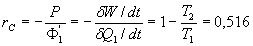 r_C = - P / Φ'_1 = - (δW / dt) / (δQ_1 / dt) = 1 - T_2 / T_1 = 0,516